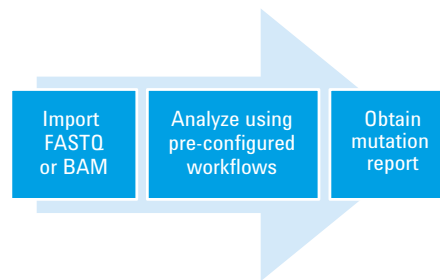 Import
FASTQ
or BAM
Analyze using
pre-configured
workflows
Obtain
mutation
report